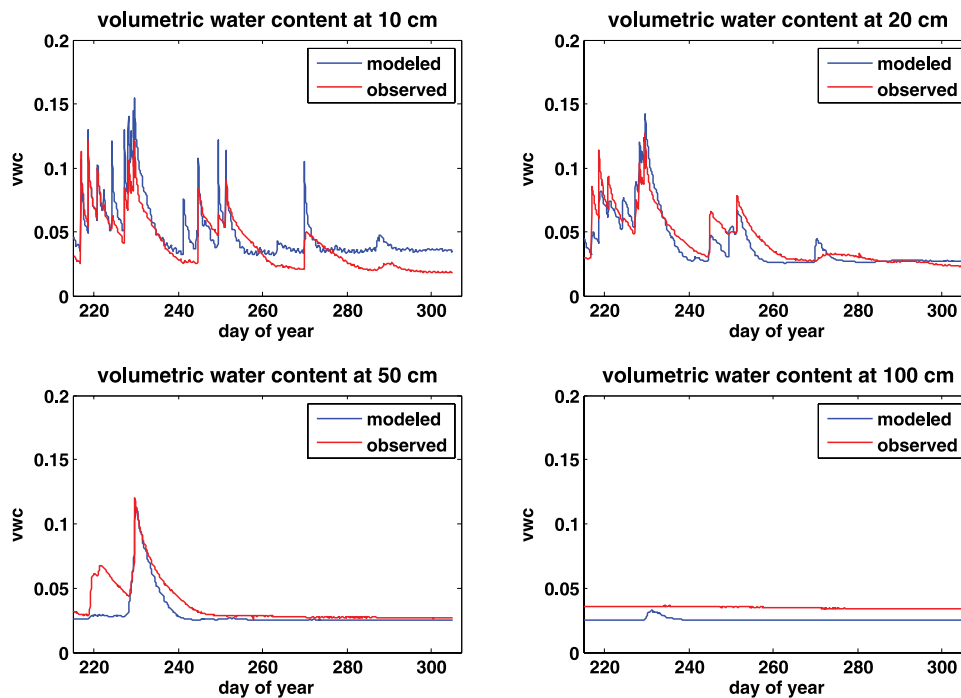 volumetric water content at 10 cm
0.2
0.15
0.1
0.05
0
vwc
modeled
observed
220 240 260 280 300
day of year
volumetric water content at 20 cm
0.2
0.15
0.1
0.05
0
vwc
modeled
observed
220 240 260 280 300
day of year
volumetric water content at 50 cm
0.2
0.15
0.1
0.05
0
vwc
modeled
observed
220 240 260 280 300
day of year
volumetric water content at 100 cm
0.2
0.15
0.1
0.05
0
vwc
modeled
observed
220 240 260 280 300
day of year